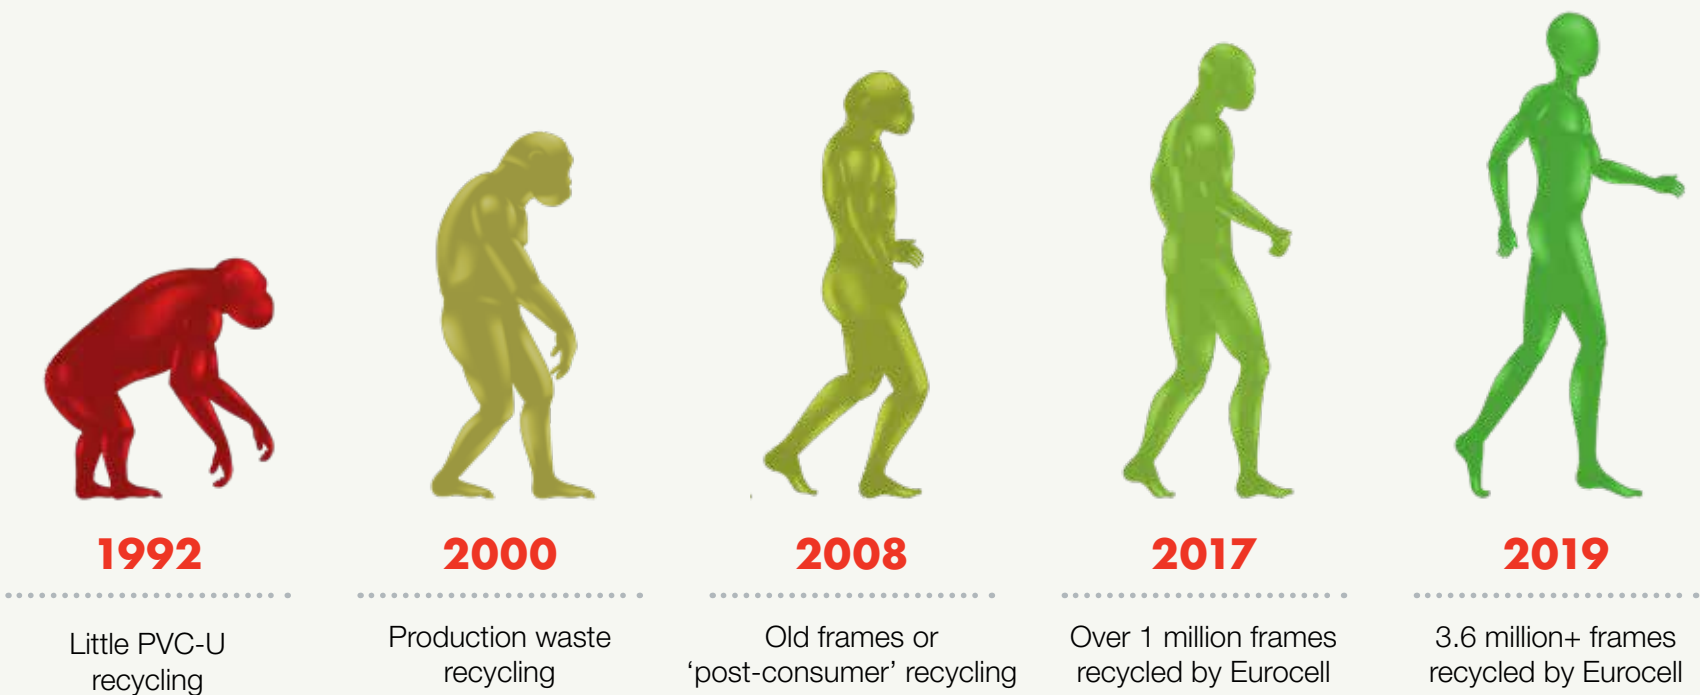 1992
Little PVC-U
recycling
2000
Production waste
recycling
2008
Old frames or
‘post-consumer’ recycling
2017
Over 1 million frames
recycled by Eurocell
2019
3.6 million+ frames
recycled by Eurocell